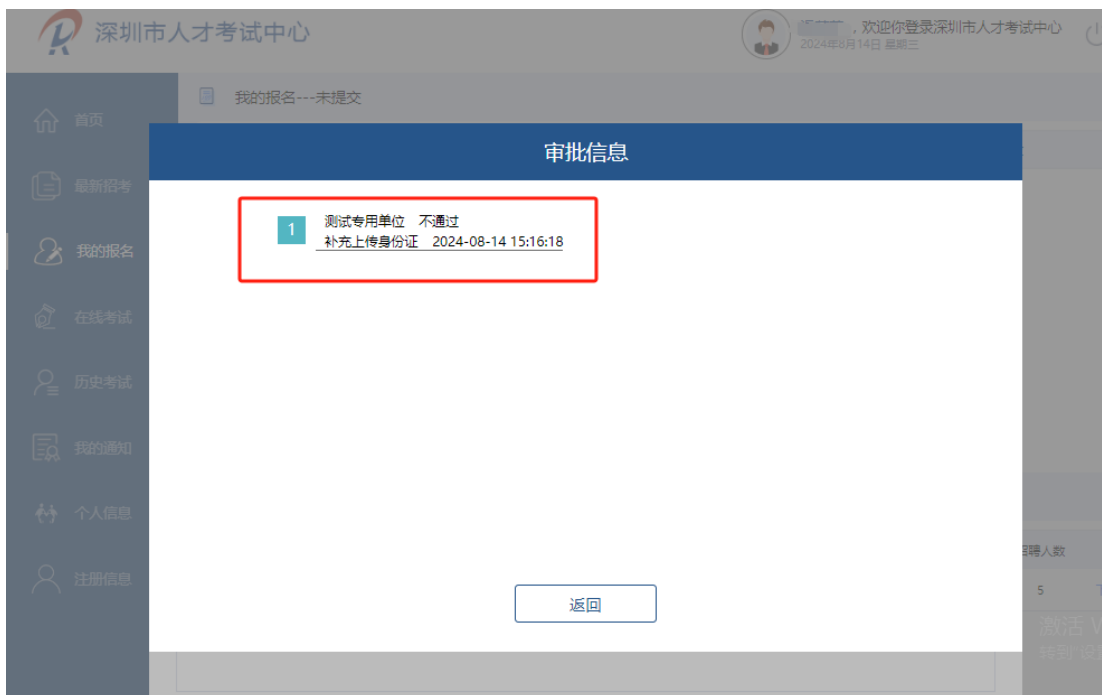 深圳市人才考试中心
，欢迎你登录深圳市人才考试中心
2024年8月14日 星期三
我的报名---未提交
首页
最新招考
我的报名
在线考试
历史考试
我的通知
个人信息
注册信息
审批信息
1
测试专用单位 不通过
补充上传身份证 2024-08-14 15:16:18
返回
招聘人数
5
激活
转到"设